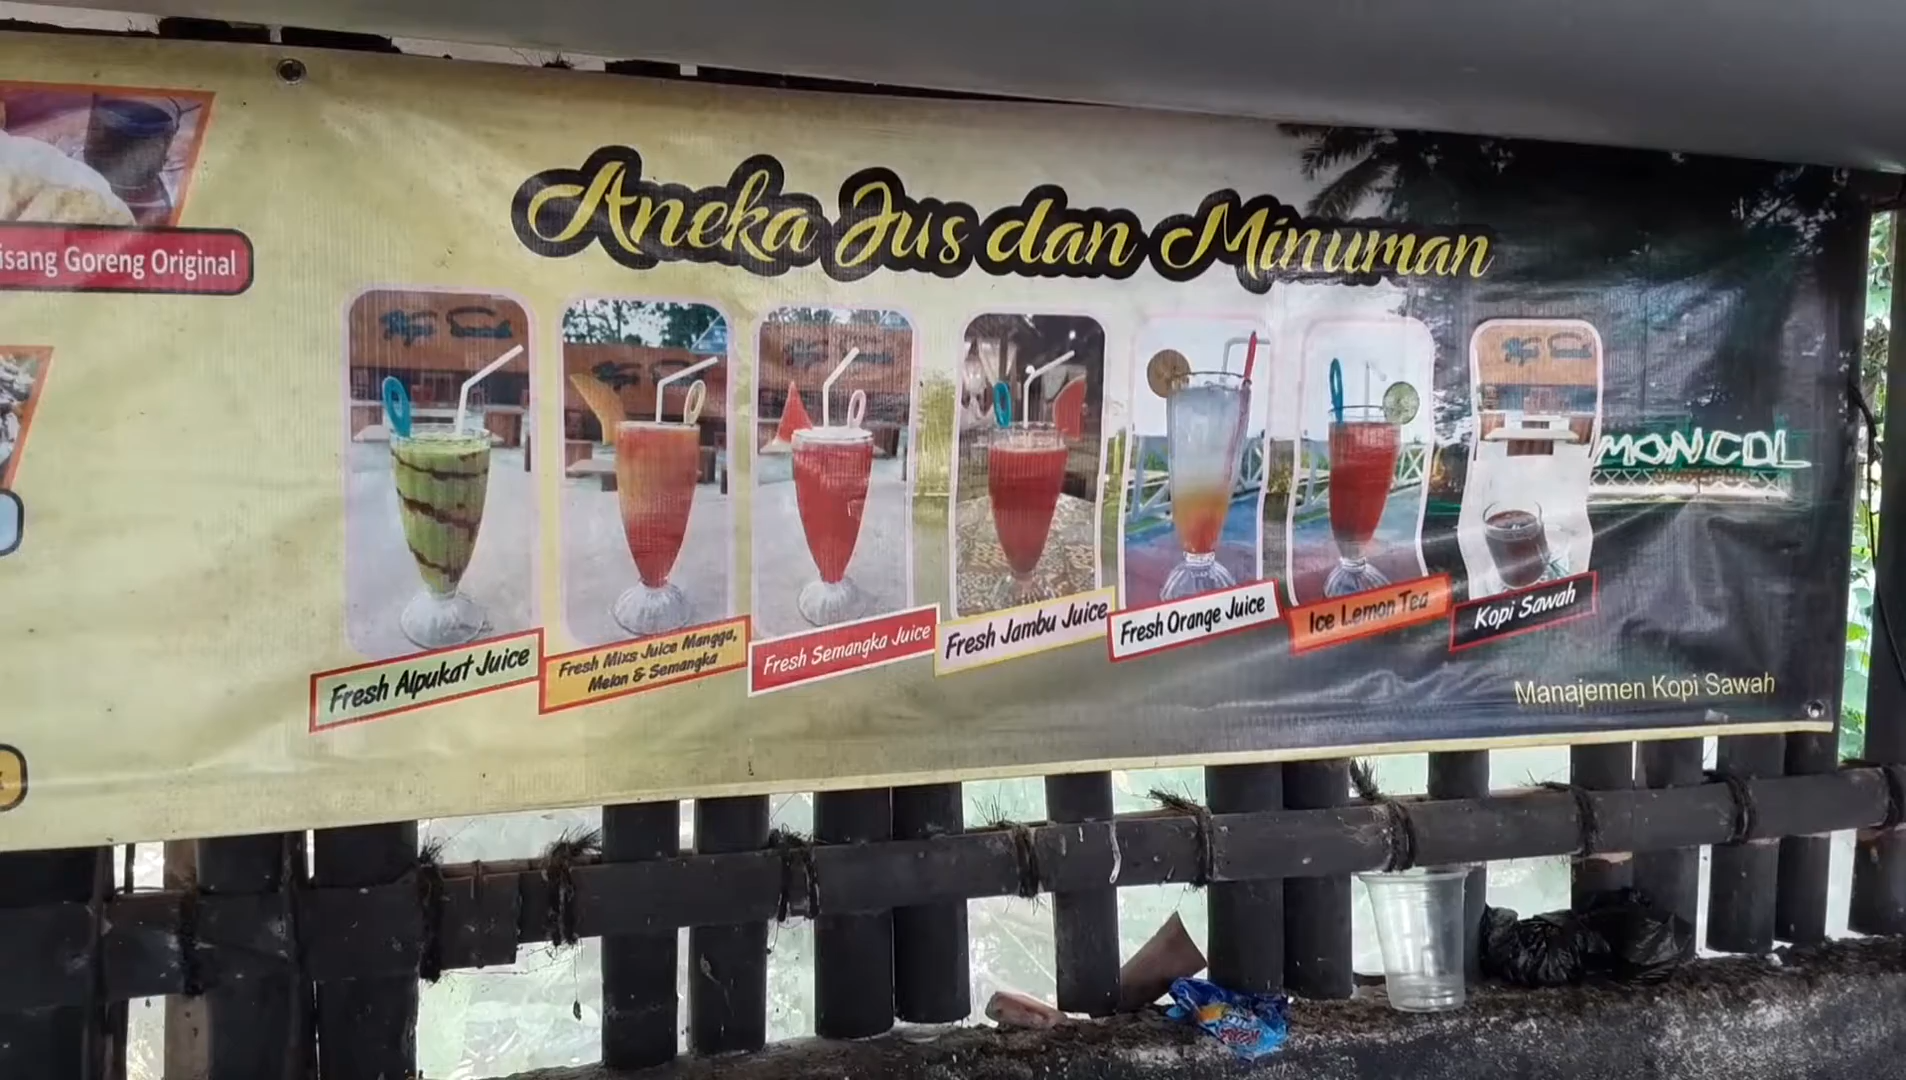 Aneka Jus dan Minuman
Goreng Original
MONCOL
Fresh Alpukat Juice
Fresh Mixs Juice Mangga,
Melon & Semangka
Fresh Semangka Juice
Fresh Jambu Juice
Fresh Orange Juice
Ice Lemon Tea
Kopi Sawah
Manajemen Kopi Sawah